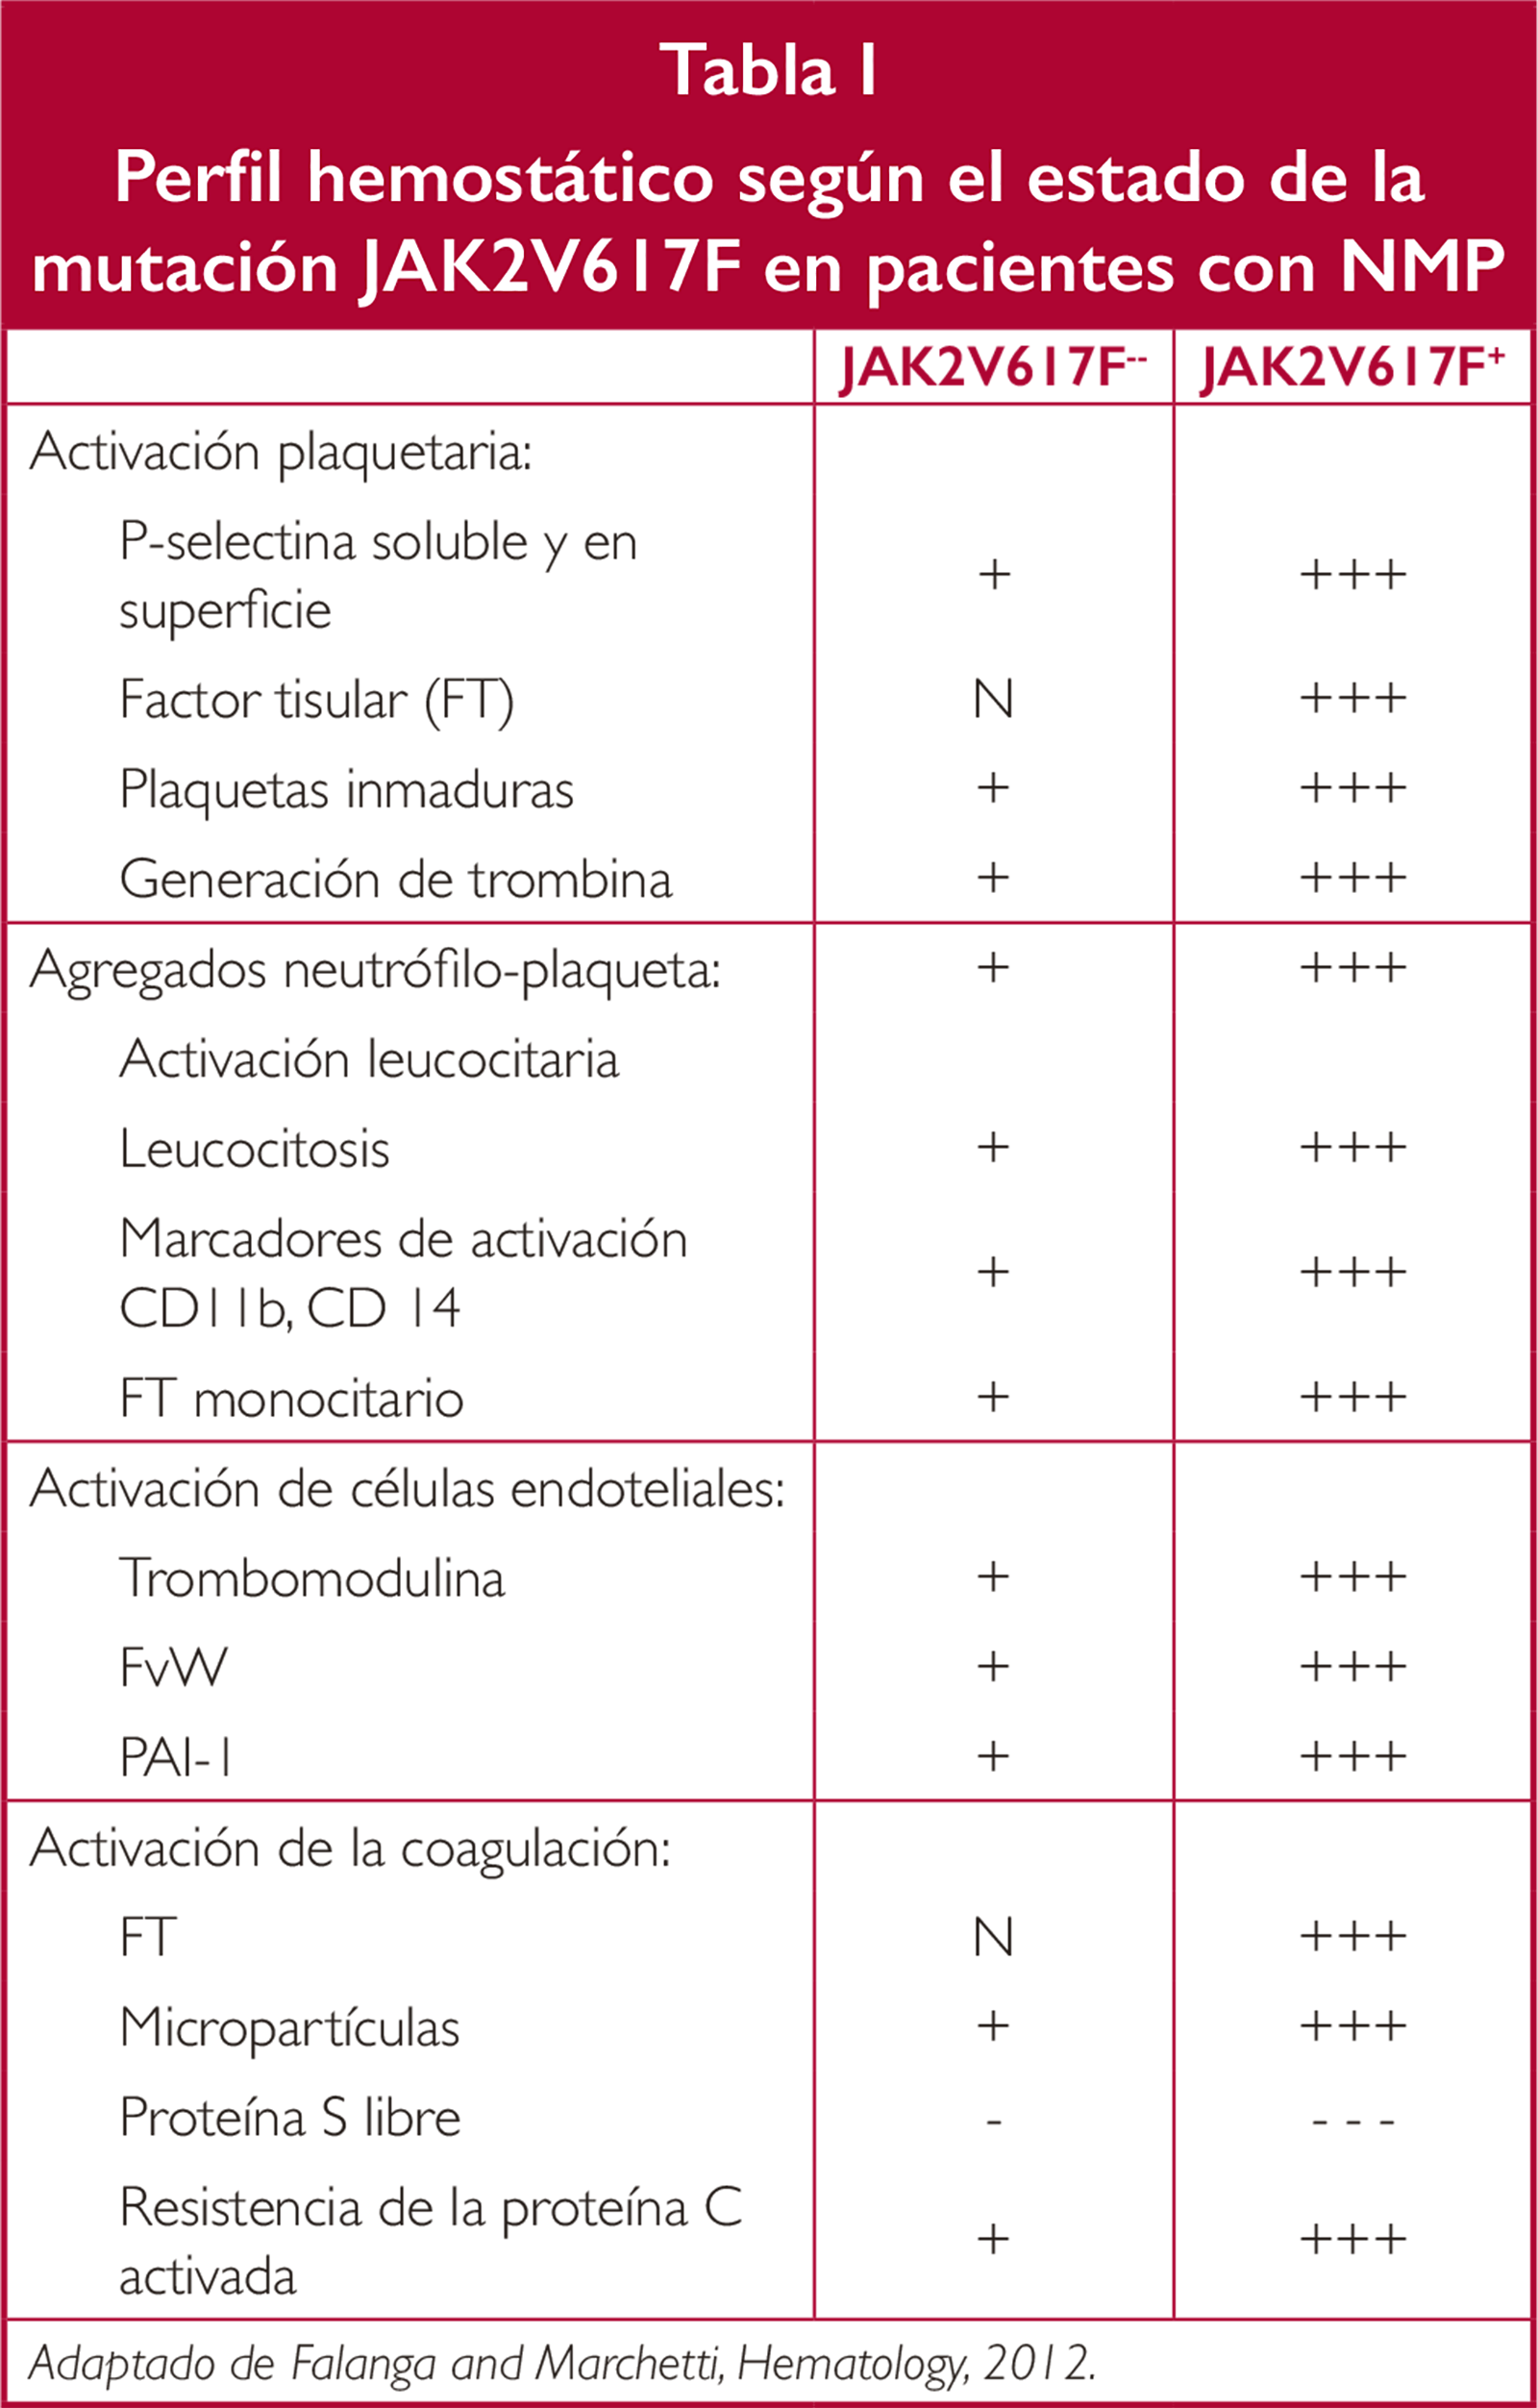 Tabla I
Perfil hemostático según el estado de la
mutación JAK2V617F en pacientes con NMP
JAK2V617F-- JAK2V617F+
Activación plaquetaria:
P-selectina soluble y en
superficie + +++
Factor tisular (FT) N +++
Plaquetas inmaduras + +++
Generación de trombina + +++
Agregados neutrófilo-plaqueta: + +++
Activación leucocitaria
Leucocitosis + +++
Marcadores de activación
CD11b, CD 14 + +++
FT monocitario + +++
Activación de células endoteliales:
Trombomodulina + +++
FvW + +++
PAI-1 + +++
Activación de la coagulación:
FT N +++
Micropartículas + +++
Proteína S libre - - - -
Resistencia de la proteína C
activada + +++
Adaptado de Falanga and Marchetti, Hematology, 2012.